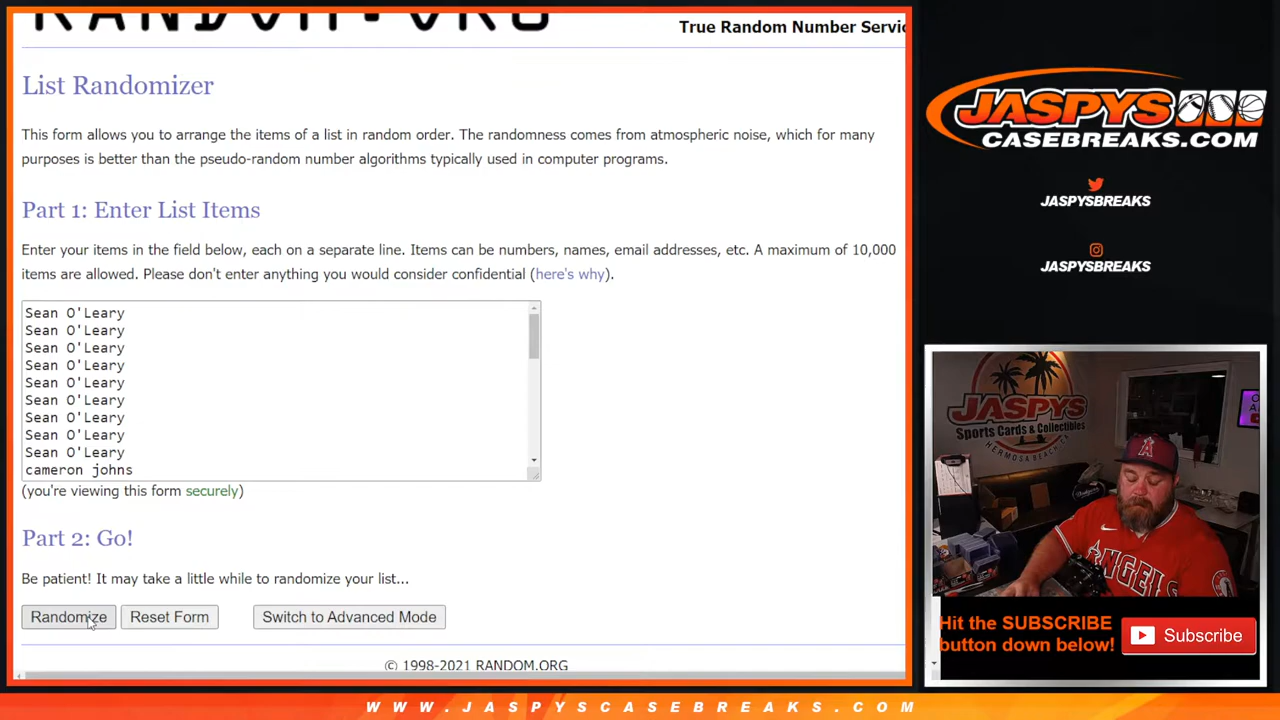 RANDOM.ORG
True Random Number Servic
List Randomizer
This form allows you to arrange the items of a list in random order. The randomness comes from atmospheric noise, which for many
purposes is better than the pseudo-random number algorithms typically used in computer programs.
Part 1: Enter List Items
Enter your items in the field below, each on a separate line. Items can be numbers, names, email addresses, etc. A maximum of 10,000
items are allowed. Please don't enter anything you would consider confidential (here's why).
Sean O'Leary
Sean O'Leary
Sean O'Leary
Sean O'Leary
Sean O'Leary
Sean O'Leary
Sean O'Leary
Sean O'Leary
Sean O'Leary
cameron johns
(you're viewing this form securely)
Part 2: Go!
Be patient! It may take a little while to randomize your list...
Randomize Reset Form Switch to Advanced Mode
© 1998-2021 RANDOM.ORG
JASPYS
CASEBREAKS.COM
JASPYSBREAKS
JASPYSBREAKS
JASPYS
Sports Cards & Collectibles
HERMOSA BEACH, CA
A
ANGELS
Hit the SUBSCRIBE
button down below!
Subscribe
WWW.JASPYSCASEBREAKS.COM